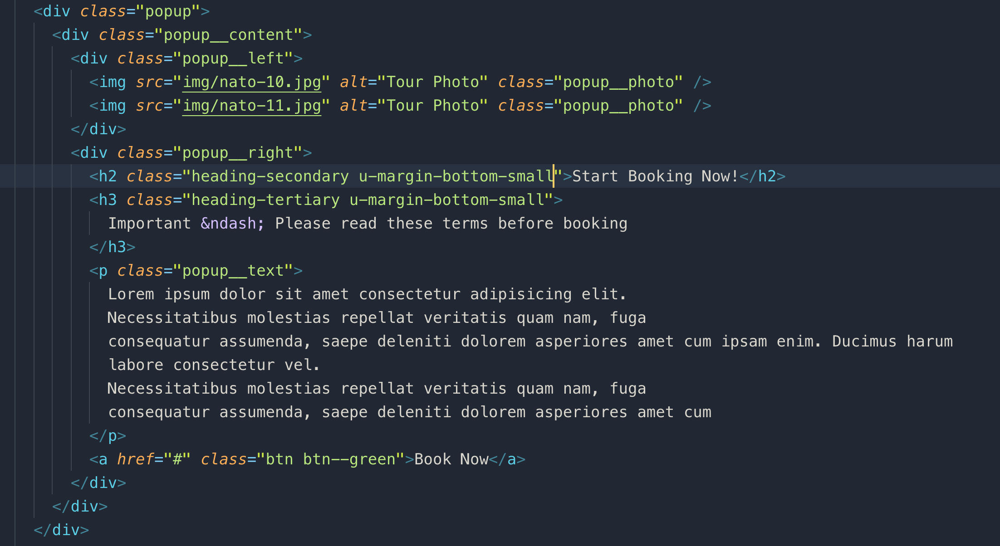 <div class="popup">
<div class="popup__content">
<div class="popup__left">
<img src="img/nato-10.jpg" alt="Tour Photo" class="popup__photo" />
<img src="img/nato-11.jpg" alt="Tour Photo" class="popup__photo" />
</div>
<div class="popup__right">
<h2 class="heading-secondary u-margin-bottom-small">Start Booking Now!</h2>
<h3 class="heading-tertiary u-margin-bottom-small">
Important &ndash; Please read these terms before booking
</h3>
<p class="popup__text">
Lorem ipsum dolor sit amet consectetur adipisicing elit.
Necessitatibus molestias repellat veritatis quam nam, fuga
consequatur assumenda, saepe deleniti dolorem asperiores amet cum ipsam enim. Ducimus harum
labore consectetur vel.
Necessitatibus molestias repellat veritatis quam nam, fuga
consequatur assumenda, saepe deleniti dolorem asperiores amet cum
</p>
<a href="#" class="btn btn--green">Book Now</a>
</div>
</div>
</div>